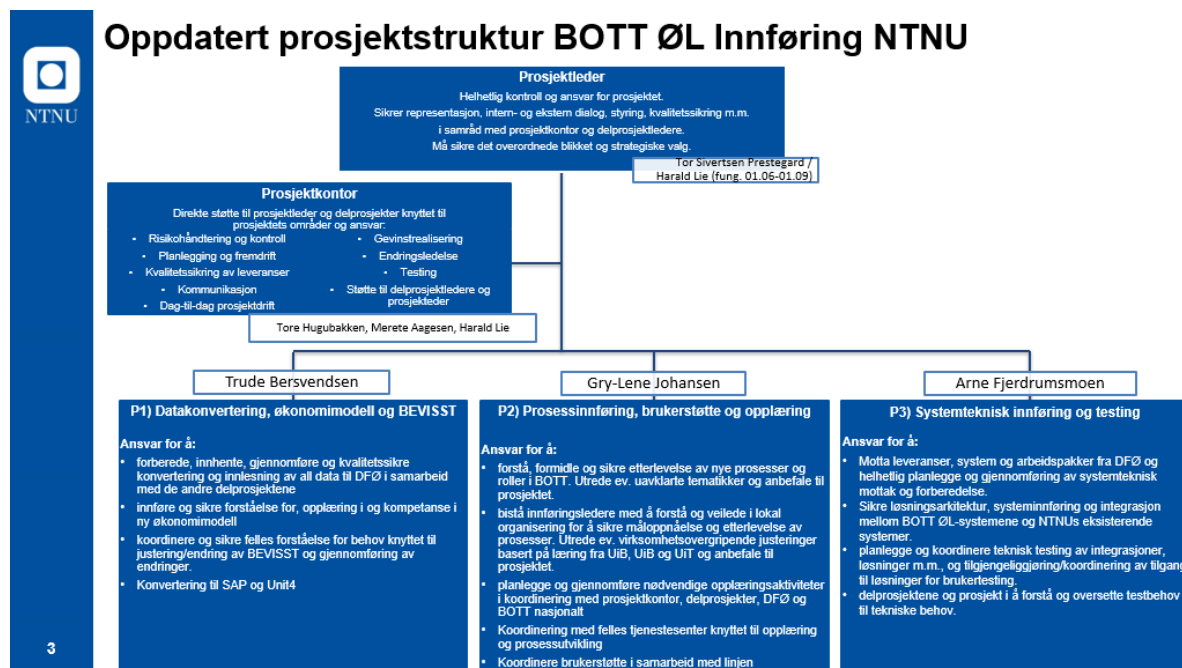 Oppdatert prosjektstruktur BOTT ØL Innføring NTNU
NTNU
Prosjektleder
Helhetlig kontroll og ansvar for prosjektet.
Sikrer representasjon, intern- og ekstern dialog, styring, kvalitetssikring m.m.
i samråd med prosjektkontor og delprosjektledere.
Må sikre det overordnede blikket og strategiske valg.
Tor Sivertsen Prestegard /
Harald Lie (fung. 01.06-01.09)
Prosjektkontor
Direkte støtte til prosjektleder og delprosjekter knyttet til
prosjektets områder og ansvar:
• Risikohåndtering og kontroll
• Planlegging og fremdrift
• Kvalitetssikring av leveranser
• Kommunikasjon
• Dag-til-dag prosjektdrift
• Gevinstrealisering
• Endringsledelse
• Testing
• Støtte til delprosjektledere og
prosjekteder
Tore Hugubakken, Merete Aagesen, Harald Lie
Trude Bersvendsen
P1) Datakonvertering, økonomimodell og BEVISST
Ansvar for å:
• forberede, innhente, gjennomføre og kvalitetssikre
konvertering og innlesning av all data til DFØ i samarbeid
med de andre delprosjektene
• innføre og sikre forståelse for, opplæring i og kompetanse i
ny økonomimodell
• koordinere og sikre felles forståelse for behov knyttet til
justering/endring av BEVISST og gjennomføring av
endringer.
• Konvertering til SAP og Unit4
Gry-Lene Johansen
P2) Prosessinnføring, brukerstøtte og opplæring
Ansvar for å:
• forstå, formidle og sikre etterlevelse av nye prosesser og
roller i BOTT. Utrede ev. uavklarte tematikker og anbefale til
prosjektet.
• bistå innføringsledere med å forstå og veilede i lokal
organisering for å sikre måloppnåelse og etterlevelse av
prosesser. Utrede ev. virksomhetsovergripende justeringer
basert på læring fra UiB, UiB og UiT og anbefale til
prosjektet.
• planlegge og gjennomføre nødvendige opplæringsaktiviteter
i koordinering med prosjektkontor, delprosjekter, DFØ og
BOTT nasjonalt
• Koordinering med felles tjenestesenter knyttet til opplæring
og prosessutvikling
• Koordinere brukerstøtte i samarbeid med linjen
Arne Fjerdrumsmoen
P3) Systemteknisk innføring og testing
Ansvar for å:
• Motta leveranser, system og arbeidspakker fra DFØ og
helhetlig planlegge og gjennomføring av systemteknisk
mottak og forberedelse.
• Sikre løsningsarkitektur, systeminnføring og integrasjon
mellom BOTT ØL-systemene og NTNUs eksisterende
systemer.
• planlegge og koordinere teknisk testing av integrasjoner,
løsninger m.m., og tilgjengeliggjøring/koordinering av tilgang
til løsninger for brukertesting.
• delprosjektene og prosjekt i å forstå og oversette testbehov
til tekniske behov.
3